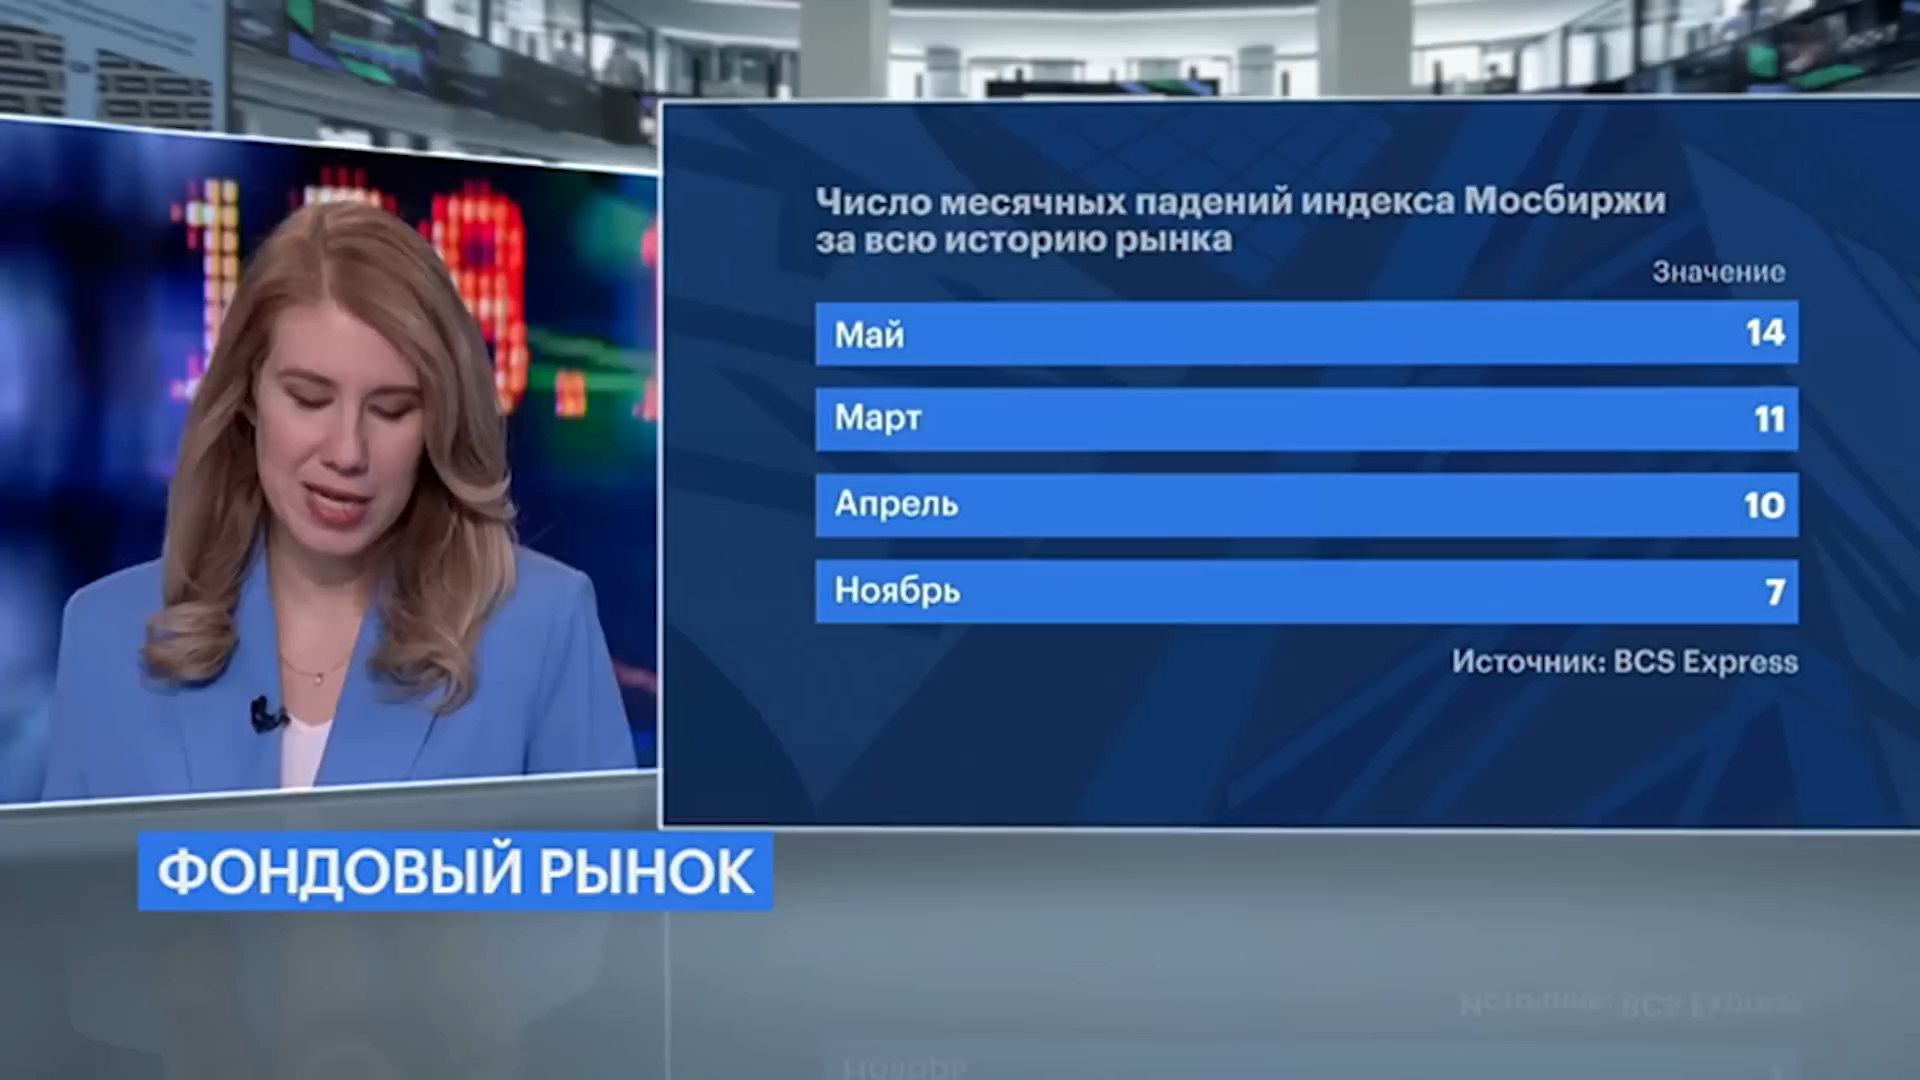 Число месячных падений индекса Мосбиржи
за всю историю рынка
Значение
Май 14
Март 11
Апрель 10
Ноябрь 7
Источник: BCS Express
ФОНДОВЫЙ РЫНОК